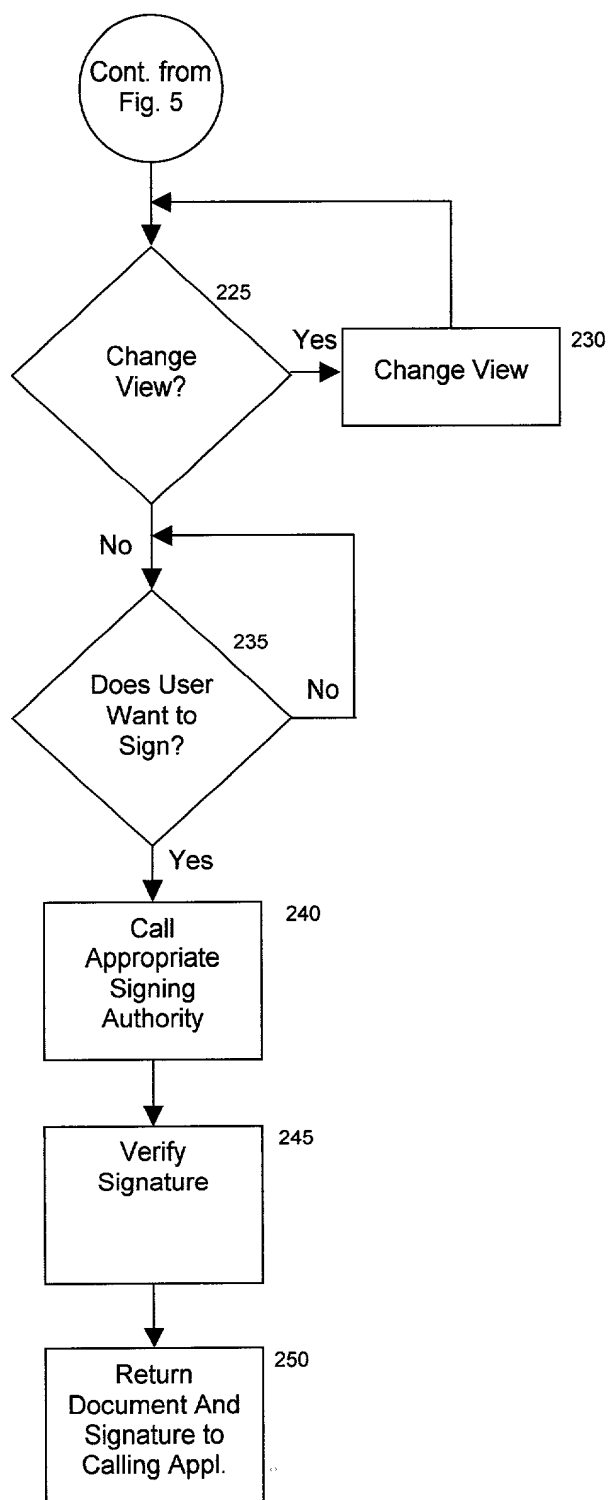 Cont. from
Fig. 5
225
Change
View?
Yes
Change View
230
No
235
Does User
Want to
Sign?
No
Yes
Call
Appropriate
Signing
Authority
240
Verify
Signature
245
Return
Document And
Signature to
Calling Appl.
250